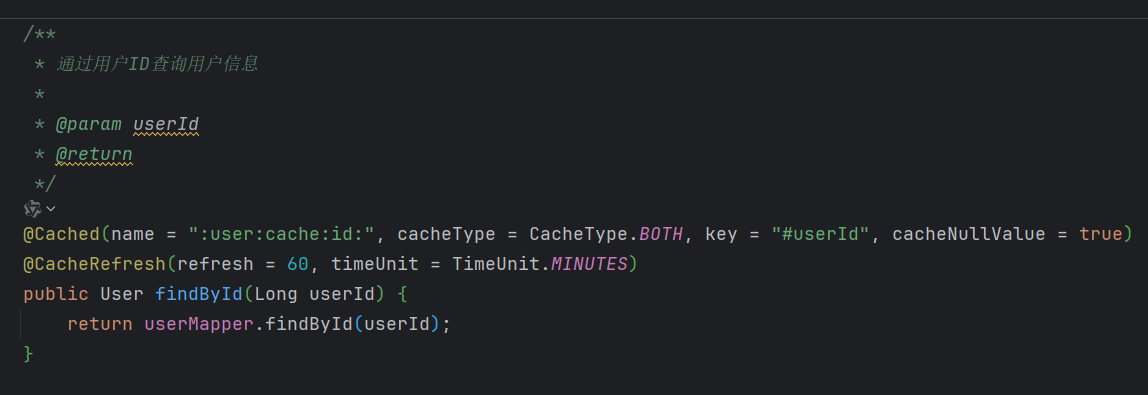 /**
 * 通过用户ID查询用户信息
 *
 * @param userId
 * @return
 */
@Cached(name = ":user:cache:id:", cacheType = CacheType.BOTH, key = "#userId", cacheNullValue = true)
@CacheRefresh(refresh = 60, timeUnit = TimeUnit.MINUTES)
public User findById(Long userId) {
    return userMapper.findById(userId);
}